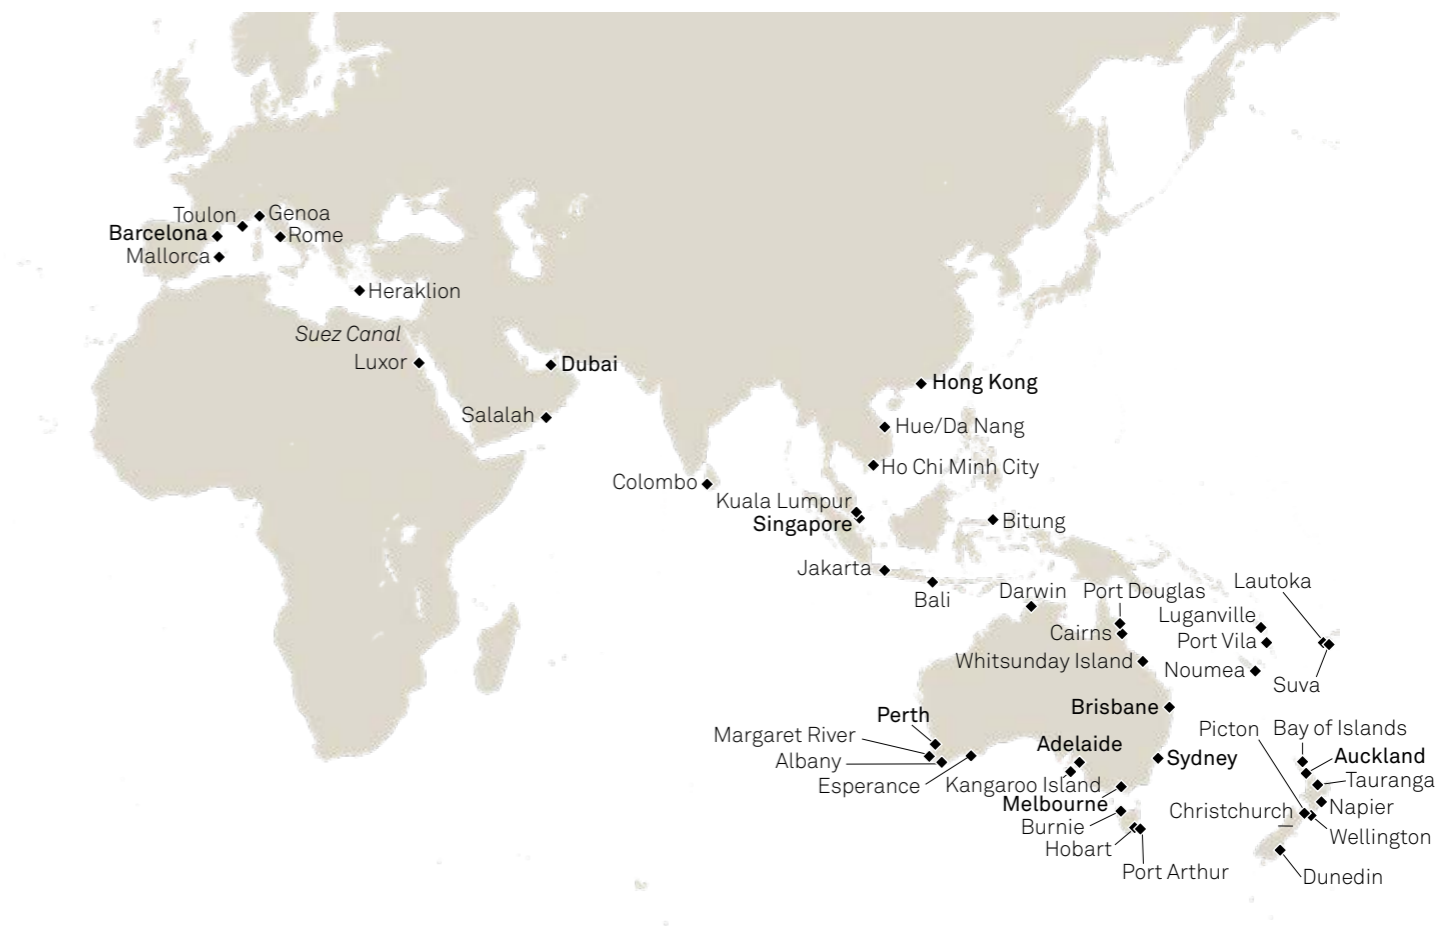 Toulon
Genoa
Barcelona
Rome
Mallorca
Heraklion
Suez Canal
Luxor
Dubai
Salalah
Hong Kong
Hue/Da Nang
Ho Chi Minh City
Colombo
Kuala Lumpur
Singapore
Bitung
Jakarta
Bali
Darwin
Port Douglas
Lautoka
Luganville
Cairns
Port Vila
Whitsunday Island
Noumea
Suva
Brisbane
Perth
Margaret River
Albany
Esperance
Adelaide
Kangaroo Island
Sydney
Melbourne
Burnie
Hobart
Port Arthur
Picton
Bay of Islands
Auckland
Tauranga
Christchurch
Napier
Wellington
Dunedin